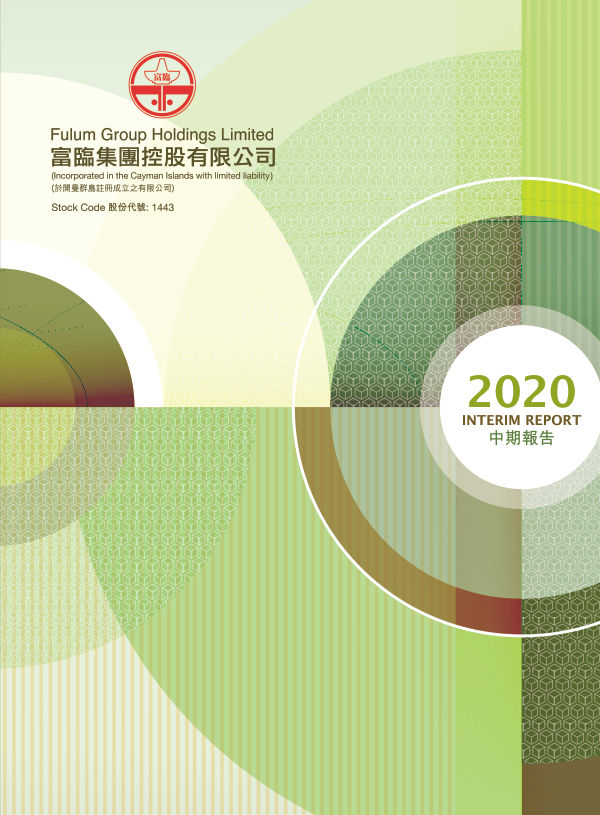 富臨
Fulum Group Holdings Limited
富臨集團控股有限公司
(Incorporated in the Cayman Islands with limited liability)
(於開曼群島註冊成立之有限公司)
Stock Code 股份代號: 1443
2020
INTERIM REPORT
中期報告